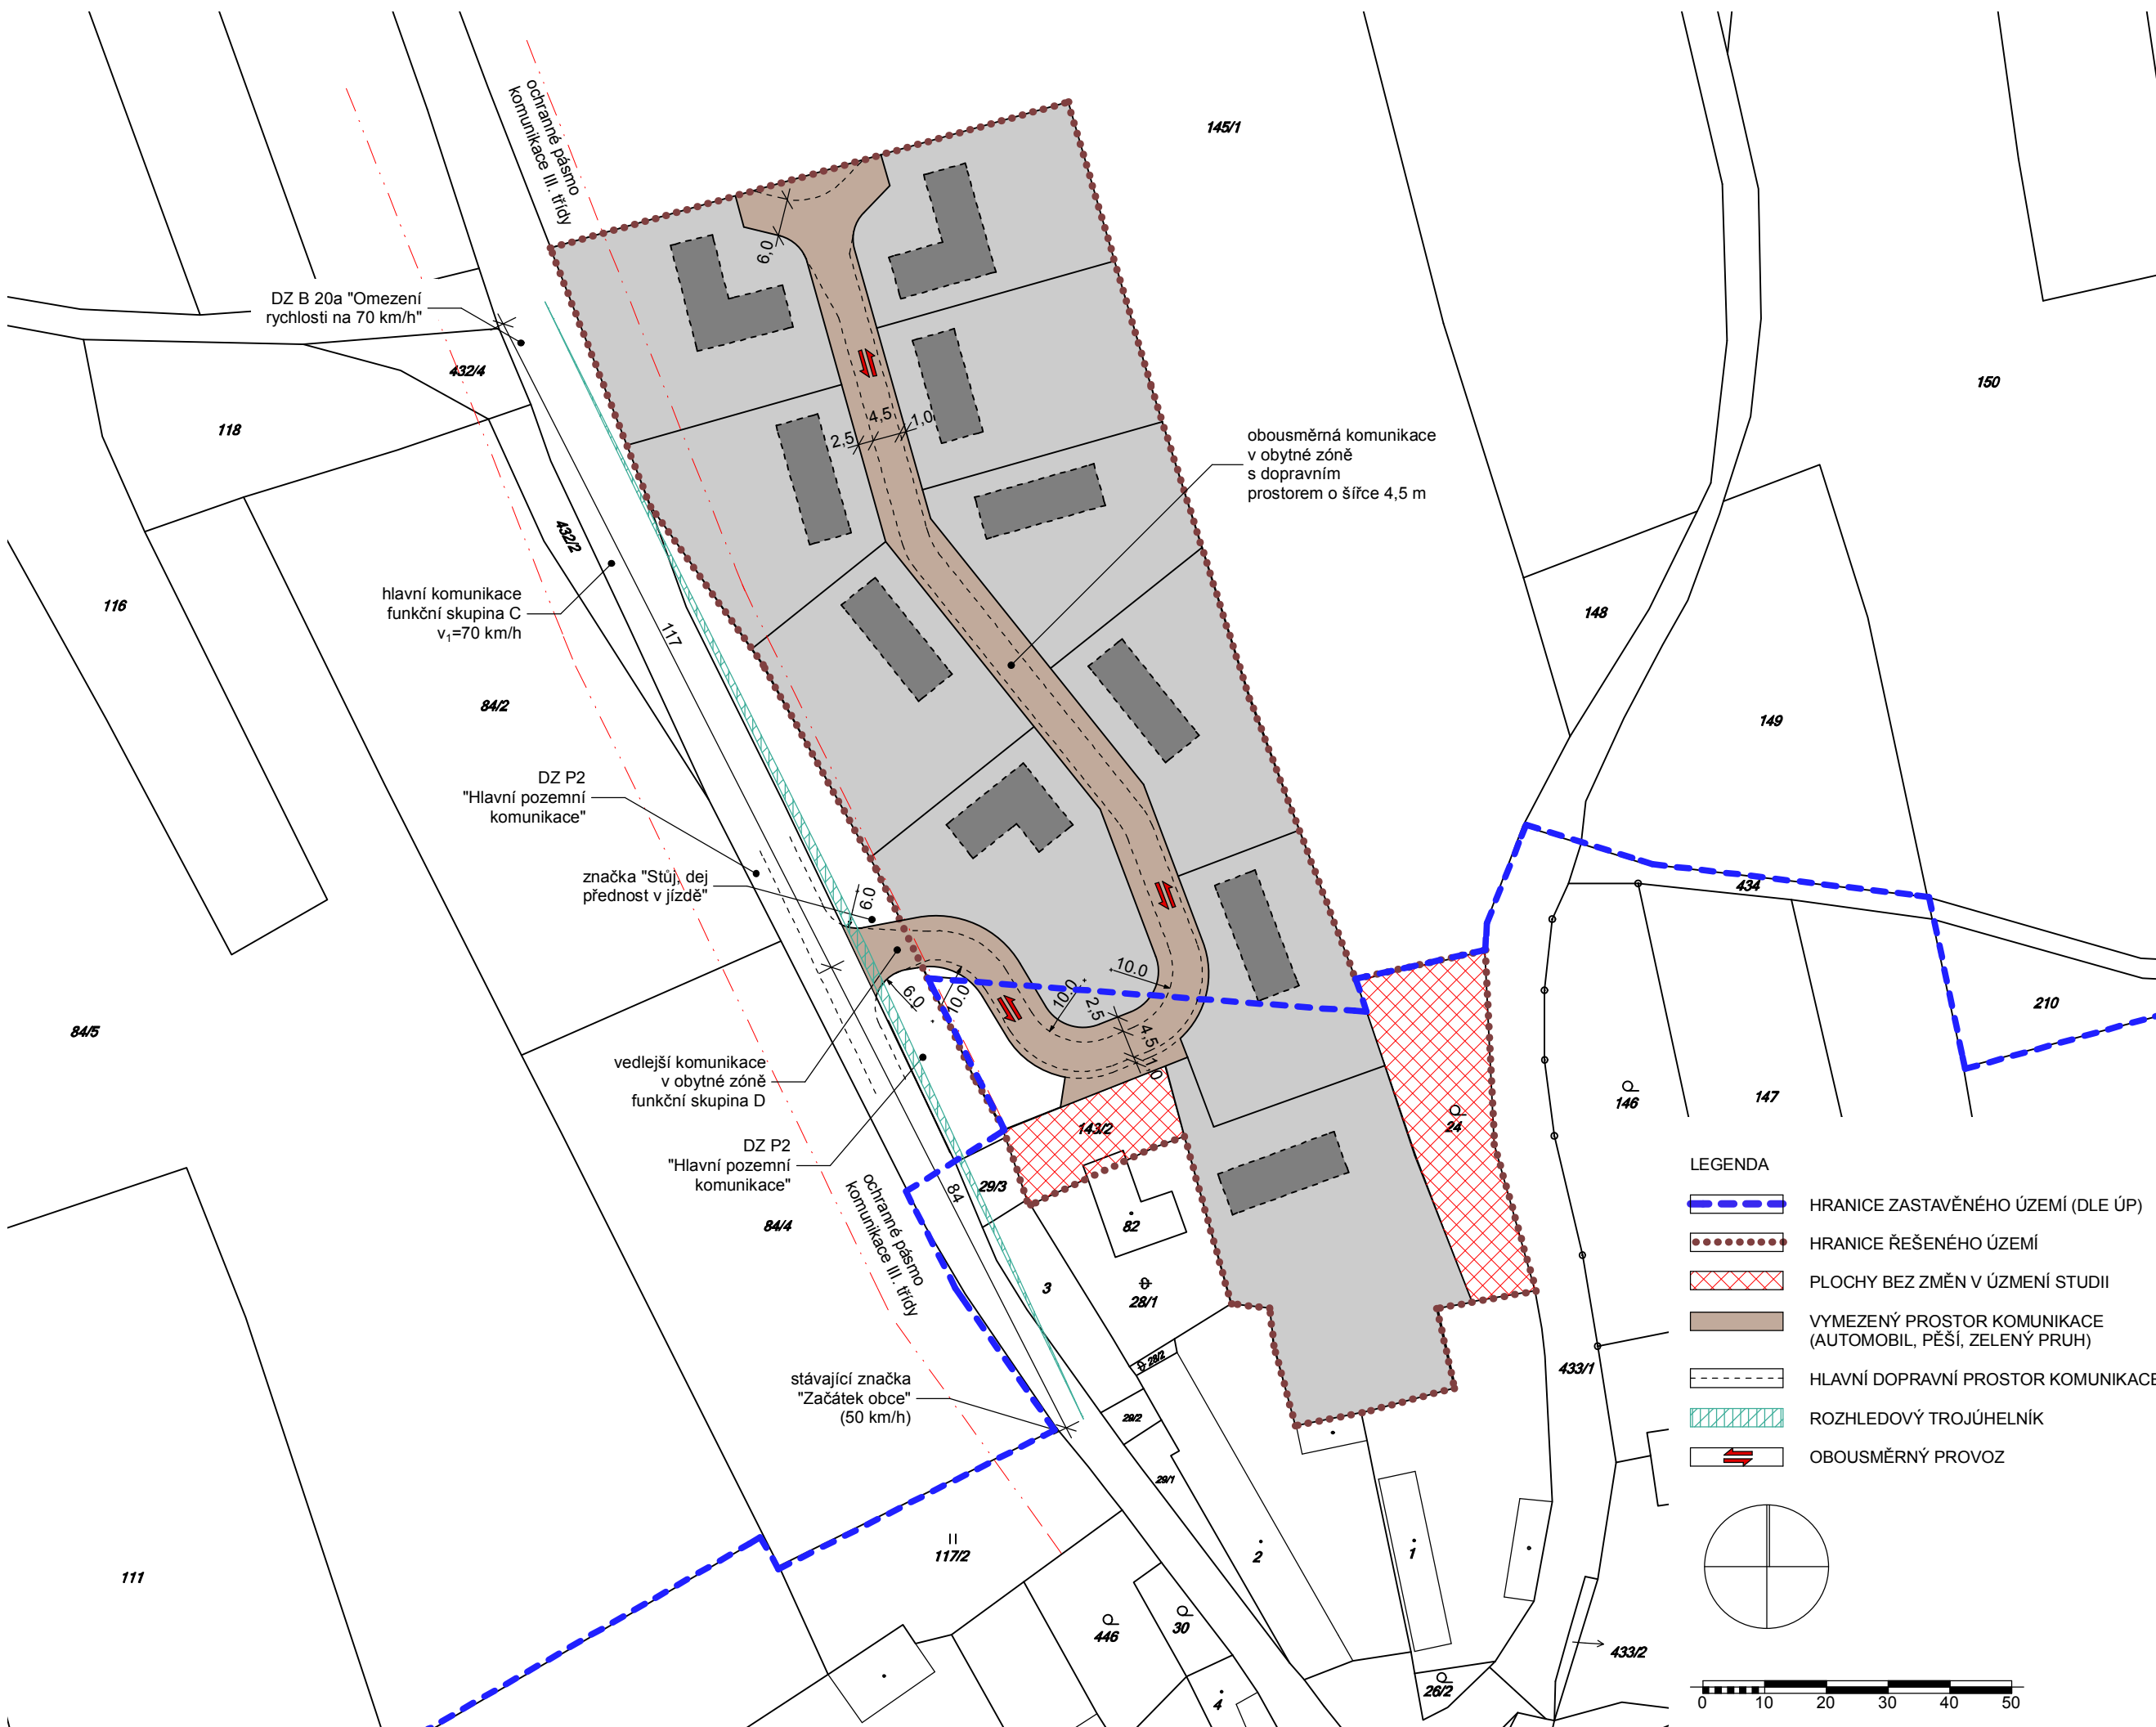 ochranné pásmo
komunikace III. třídy
145/1
DZ B 20a "Omezení
rychlosti na 70 km/h"
6,0
432/4
118
150
4,5
2,5
1,0
obousměrná komunikace
v obytné zóně
s dopravním
prostorem o šířce 4,5 m
432/2
hlavní komunikace
funkční skupina C
v₁=70 km/h
116
117
148
84/2
149
DZ P2
"Hlavní pozemní
komunikace"
značka "Stůj, dej
přednost v jízdě"
6.0
434
10.0
6.0
10.0
10.0
2,5
4,5
1,0
84/5
210
vedlejší komunikace
v obytné zóně
funkční skupina D
146
147
143/2
24
DZ P2
"Hlavní pozemní
komunikace"
29/3
84
ochranné pásmo
komunikace III. třídy
84/4
82
3
28/1
28/2
433/1
stávající značka
"Začátek obce"
(50 km/h)
29/2
29/1
117/2
2
1
111
446
30
433/2
26/2
4
LEGENDA
HRANICE ZASTAVĚNÉHO ÚZEMÍ (DLE ÚP)
HRANICE ŘEŠENÉHO ÚZEMÍ
PLOCHY BEZ ZMĚN V ÚZMENÍ STUDII
VYMEZENÝ PROSTOR KOMUNIKACE
(AUTOMOBIL, PĚŠÍ, ZELENÝ PRUH)
HLAVNÍ DOPRAVNÍ PROSTOR KOMUNIKACE
ROZHLEDOVÝ TROJÚHELNÍK
OBOUSMĚRNÝ PROVOZ
0 10 20 30 40 50